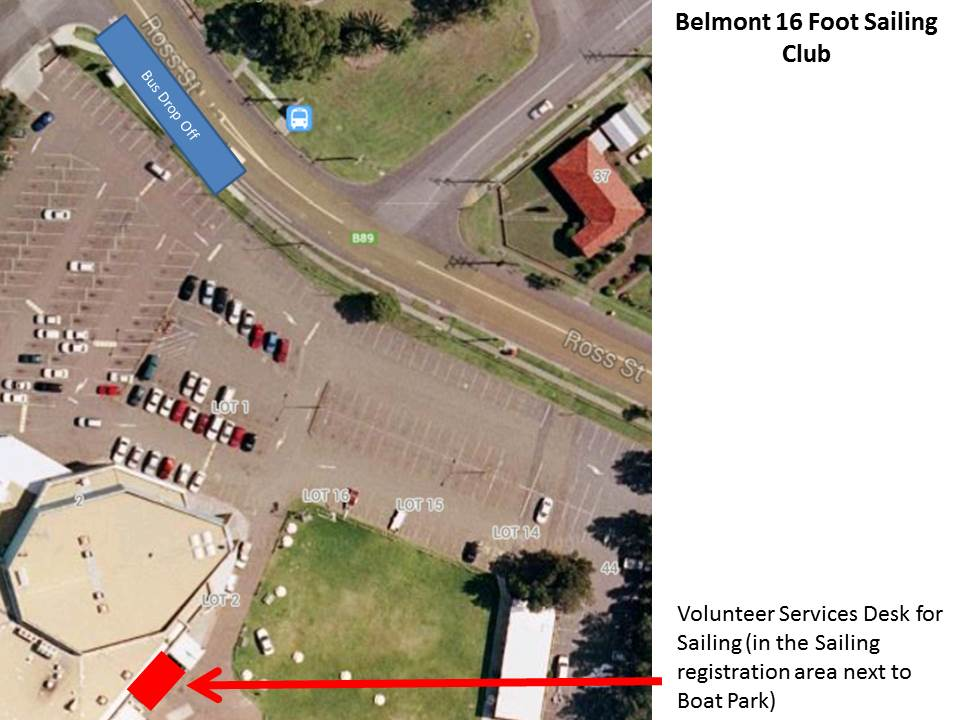 Belmont 16 Foot Sailing
Club
Ross St
Bus Drop Off
37
B89
Ross St
LOT 1
2
LOT 16
LOT 15
LOT 14
44
LOT 2
Volunteer Services Desk for
Sailing (in the Sailing
registration area next to
Boat Park)